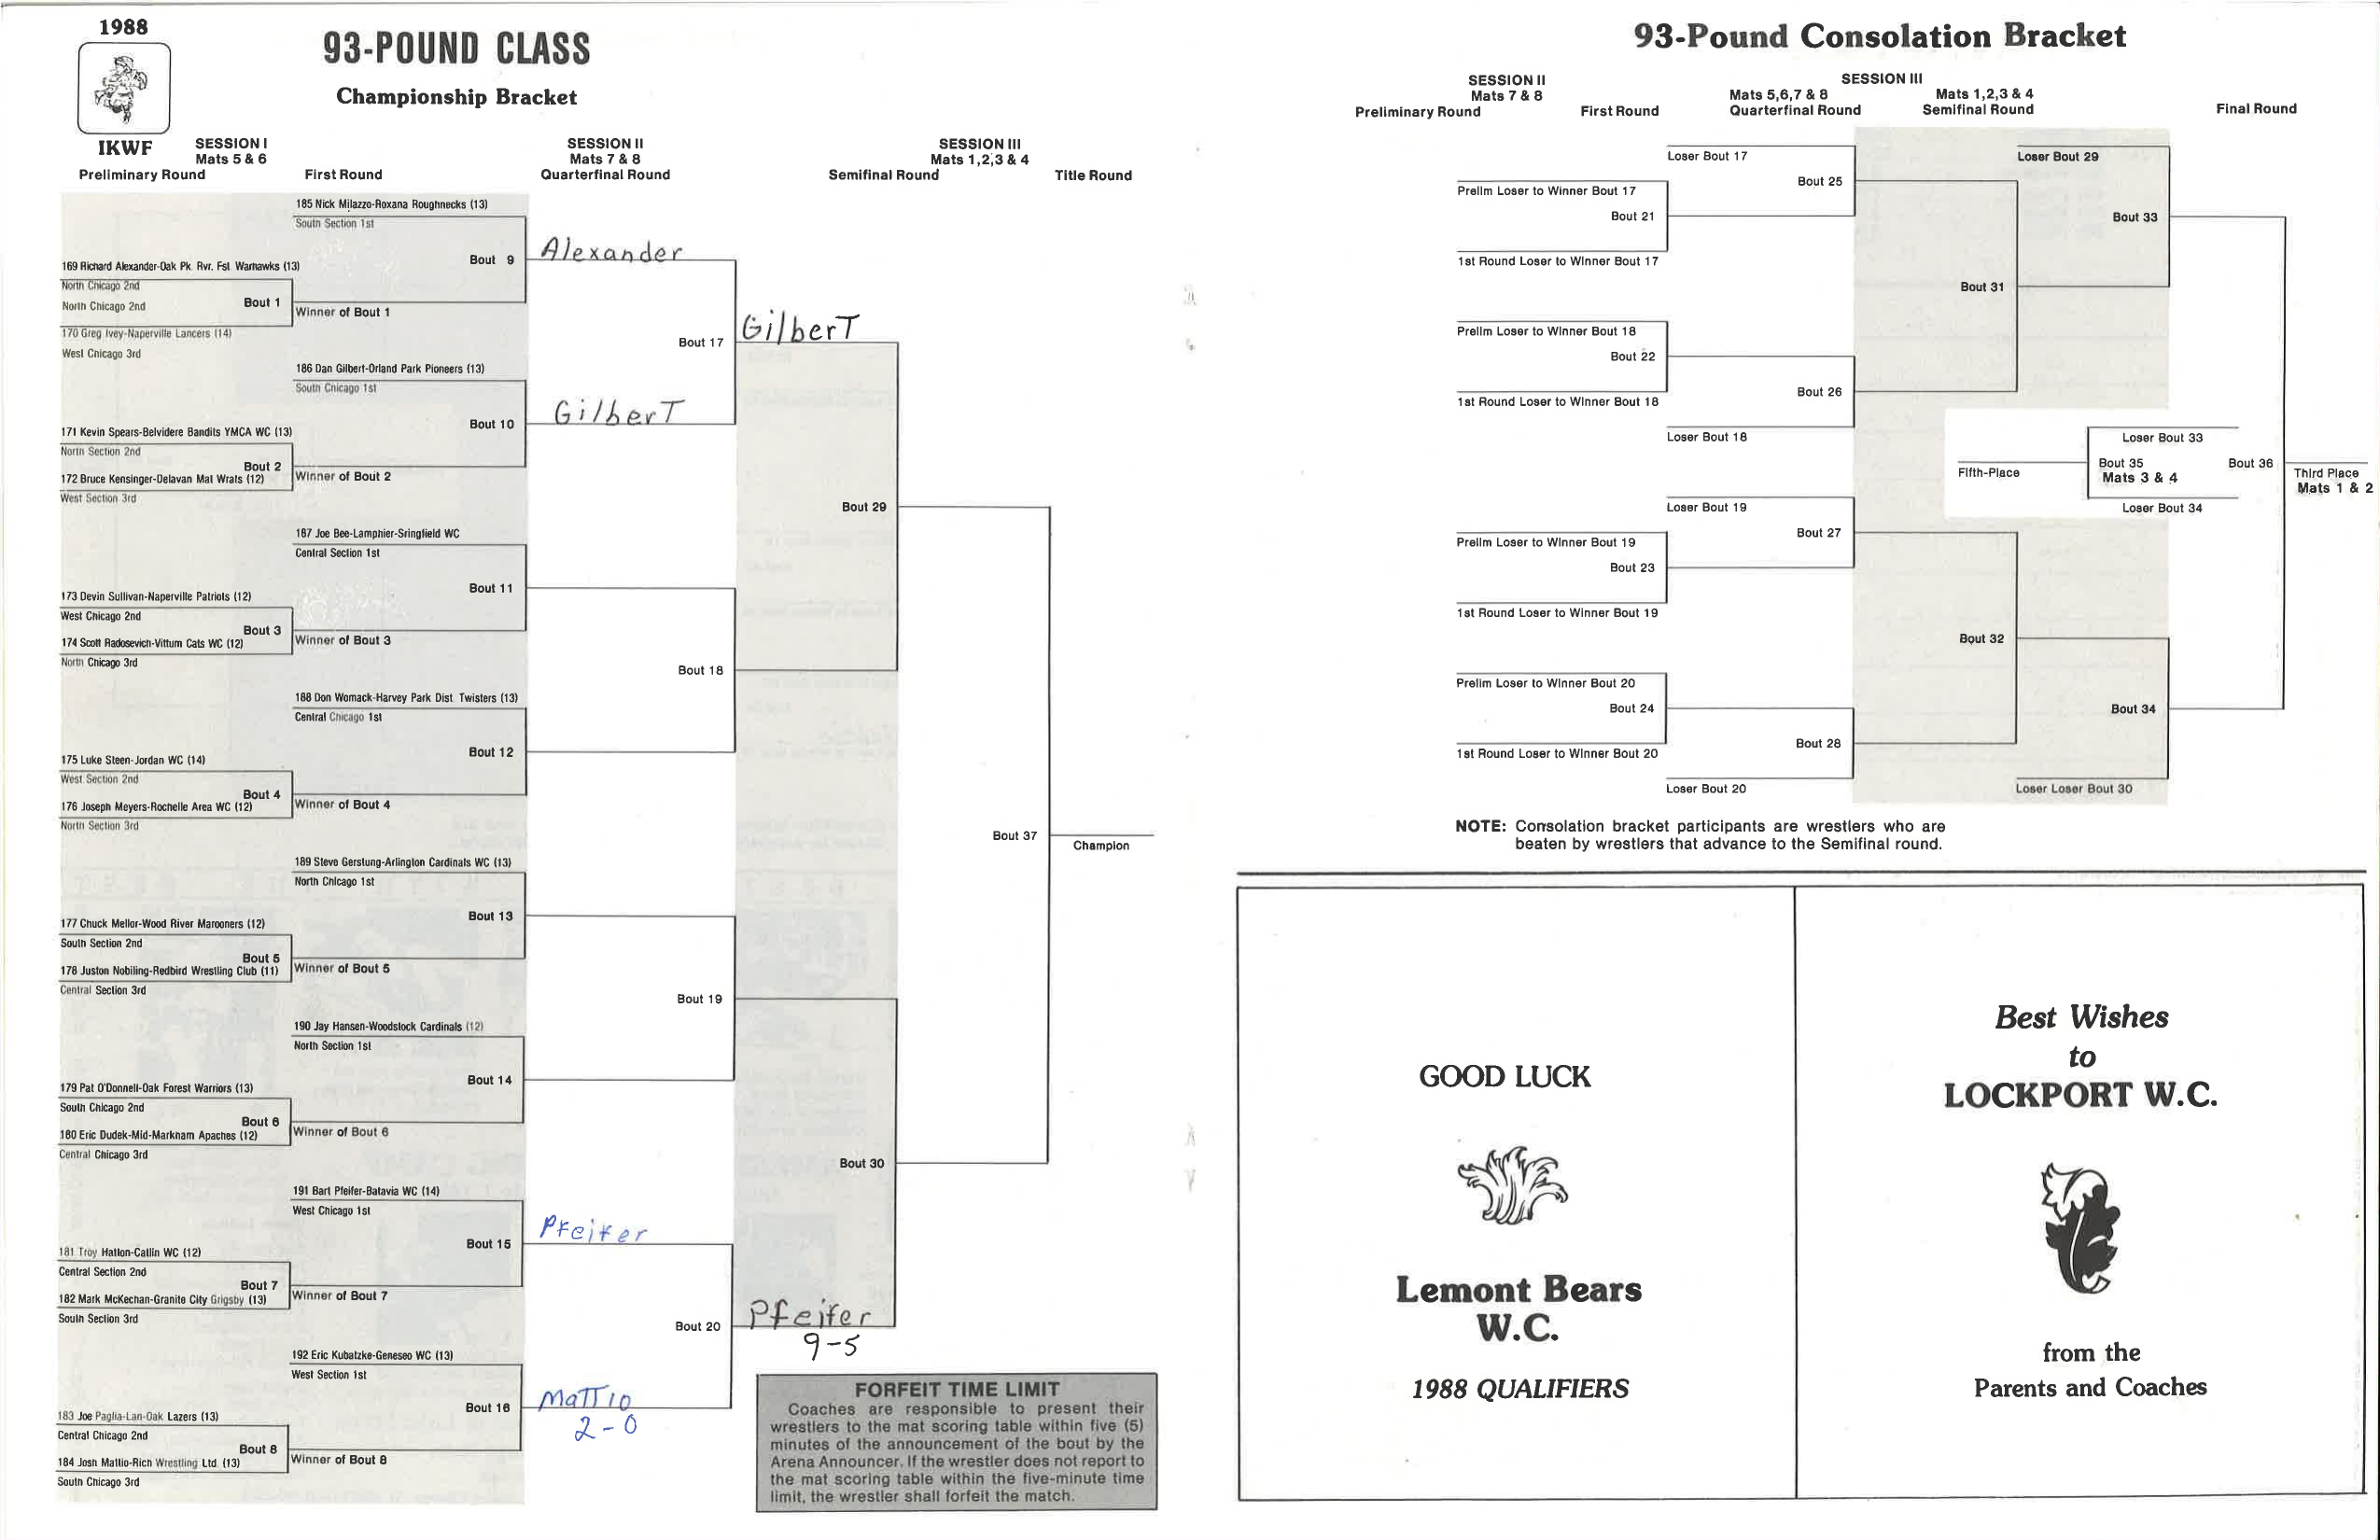 1988
IKWF
93-POUND CLASS
Championship Bracket
SESSION I
Mats 5 & 6
SESSION II
Mats 7 & 8
SESSION III
Mats 1,2,3 & 4
Preliminary Round
First Round
Quarterfinal Round
Semifinal Round
Title Round
185 Nick Milazzo-Roxana Roughnecks (13)
South Section 1st
Bout 9
Alexander
169 Richard Alexander-Oak Pk. Rvr. Fst. Warhawks (13)
North Chicago 2nd
North Chicago 2nd
Bout 1
Winner of Bout 1
170 Greg Ivey-Naperville Lancers (14)
West Chicago 3rd
Bout 17
Gilbert
186 Dan Gilbert-Orland Park Pioneers (13)
South Chicago 1st
Bout 10
Gilbert
171 Kevin Spears-Belvidere Bandits YMCA WC (13)
North Section 2nd
Bout 2
172 Bruce Kensinger-Delavan Mat Wrats (12)
Winner of Bout 2
West Section 3rd
Bout 29
187 Joe Bee-Lamphier-Sringfield WC
Central Section 1st
Bout 11
173 Devin Sullivan-Naperville Patriots (12)
West Chicago 2nd
Bout 3
174 Scott Radosevich-Vittum Cats WC (12)
Winner of Bout 3
North Chicago 3rd
Bout 18
188 Don Womack-Harvey Park Dist. Twisters (13)
Central Chicago 1st
Bout 12
175 Luke Steen-Jordan WC (14)
West Section 2nd
Bout 4
176 Joseph Meyers-Rochelle Area WC (12)
Winner of Bout 4
North Section 3rd
Bout 37
Champion
189 Steve Gerstung-Arlington Cardinals WC (13)
North Chicago 1st
Bout 13
177 Chuck Mellor-Wood River Marooners (12)
South Section 2nd
Bout 5
178 Juston Nobiling-Redbird Wrestling Club (11)
Winner of Bout 5
Central Section 3rd
Bout 19
190 Jay Hansen-Woodstock Cardinals (12)
North Section 1st
Bout 14
179 Pat O'Donnell-Oak Forest Warriors (13)
South Chicago 2nd
Bout 6
180 Eric Dudek-Mid-Marknam Apaches (12)
Winner of Bout 6
Central Chicago 3rd
Bout 30
191 Bart Pfeifer-Batavia WC (14)
West Chicago 1st
Bout 15
Pfeifer
181 Troy Hatton-Catlin WC (12)
Central Section 2nd
Bout 7
182 Mark McKechan-Granite City Grigsby (13)
Winner of Bout 7
South Section 3rd
Bout 20
Pfeifer
9-5
192 Eric Kubatzke-Geneseo WC (13)
West Section 1st
Bout 16
Mattio
2-0
183 Joe Paglia-Lan-Oak Lazers (13)
Central Chicago 2nd
Bout 8
184 Josh Mattio-Rich Wrestling Ltd. (13)
Winner of Bout 8
South Chicago 3rd
FORFEIT TIME LIMIT
Coaches are responsible to present their
wrestlers to the mat scoring table within five (5)
minutes of the announcement of the bout by the
Arena Announcer. If the wrestler does not report to
the mat scoring table within the five-minute time
limit, the wrestler shall forfeit the match.
93-Pound Consolation Bracket
SESSION II
Mats 7 & 8
SESSION III
Mats 5,6,7 & 8
Mats 1,2,3 & 4
Preliminary Round
First Round
Quarterfinal Round
Semifinal Round
Final Round
Loser Bout 17
Loser Bout 29
Bout 25
Prelim Loser to Winner Bout 17
Bout 21
Bout 33
1st Round Loser to Winner Bout 17
Bout 31
Prelim Loser to Winner Bout 18
Bout 22
Bout 26
1st Round Loser to Winner Bout 18
Loser Bout 18
Loser Bout 33
Fifth-Place
Bout 35
Mats 3 & 4
Bout 36
Third Place
Mats 1 & 2
Loser Bout 19
Loser Bout 34
Bout 27
Prelim Loser to Winner Bout 19
Bout 23
1st Round Loser to Winner Bout 19
Bout 32
Prelim Loser to Winner Bout 20
Bout 24
Bout 34
Bout 28
1st Round Loser to Winner Bout 20
Loser Bout 20
Loser Loser Bout 30
NOTE: Consolation bracket participants are wrestlers who are
beaten by wrestlers that advance to the Semifinal round.
GOOD LUCK
Lemont Bears
W.C.
1988 QUALIFIERS
Best Wishes
to
LOCKPORT W.C.
from the
Parents and Coaches